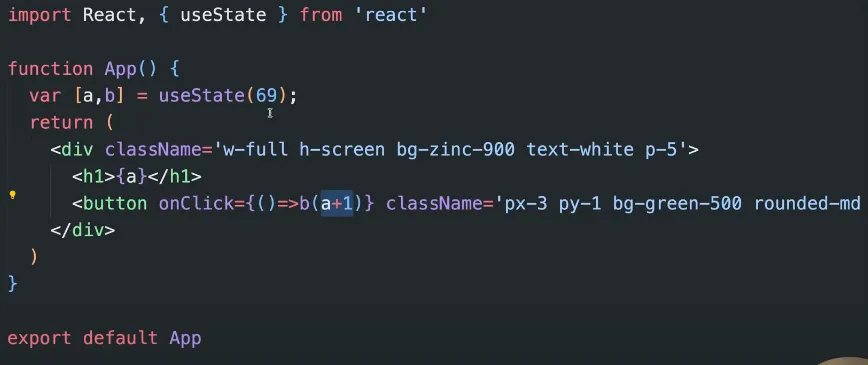 import React, { useState } from 'react'
function App() {
var [a,b] = useState(69);
return (
<div className='w-full h-screen bg-zinc-900 text-white p-5'>
<h1>{a}</h1>
<button onClick={()=>b(a+1)} className='px-3 py-1 bg-green-500 rounded-md
</div>
)
}
export default App